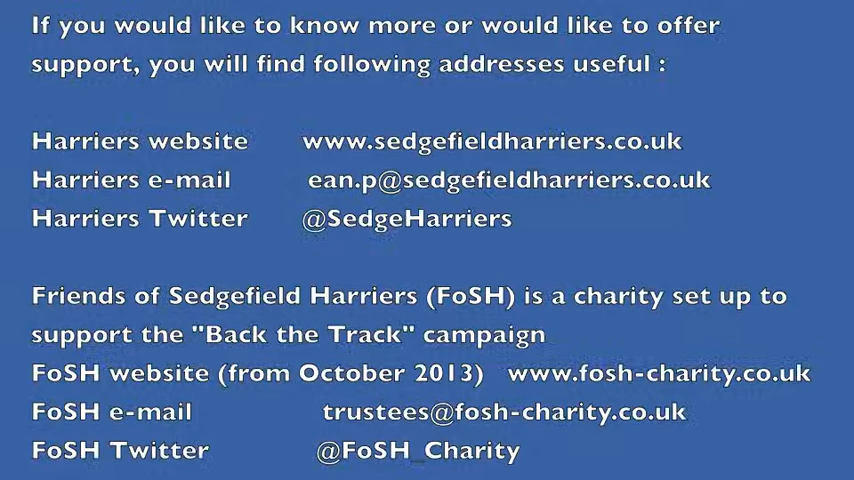 If you would like to know more or would like to offer
support, you will find following addresses useful :
Harriers website www.sedgefieldharriers.co.uk
Harriers e-mail ean.p@sedgefieldharriers.co.uk
Harriers Twitter @SedgeHarriers
Friends of Sedgefield Harriers (FoSH) is a charity set up to
support the "Back the Track" campaign
FoSH website (from October 2013) www.fosh-charity.co.uk
FoSH e-mail trustees@fosh-charity.co.uk
FoSH Twitter @FoSH_Charity